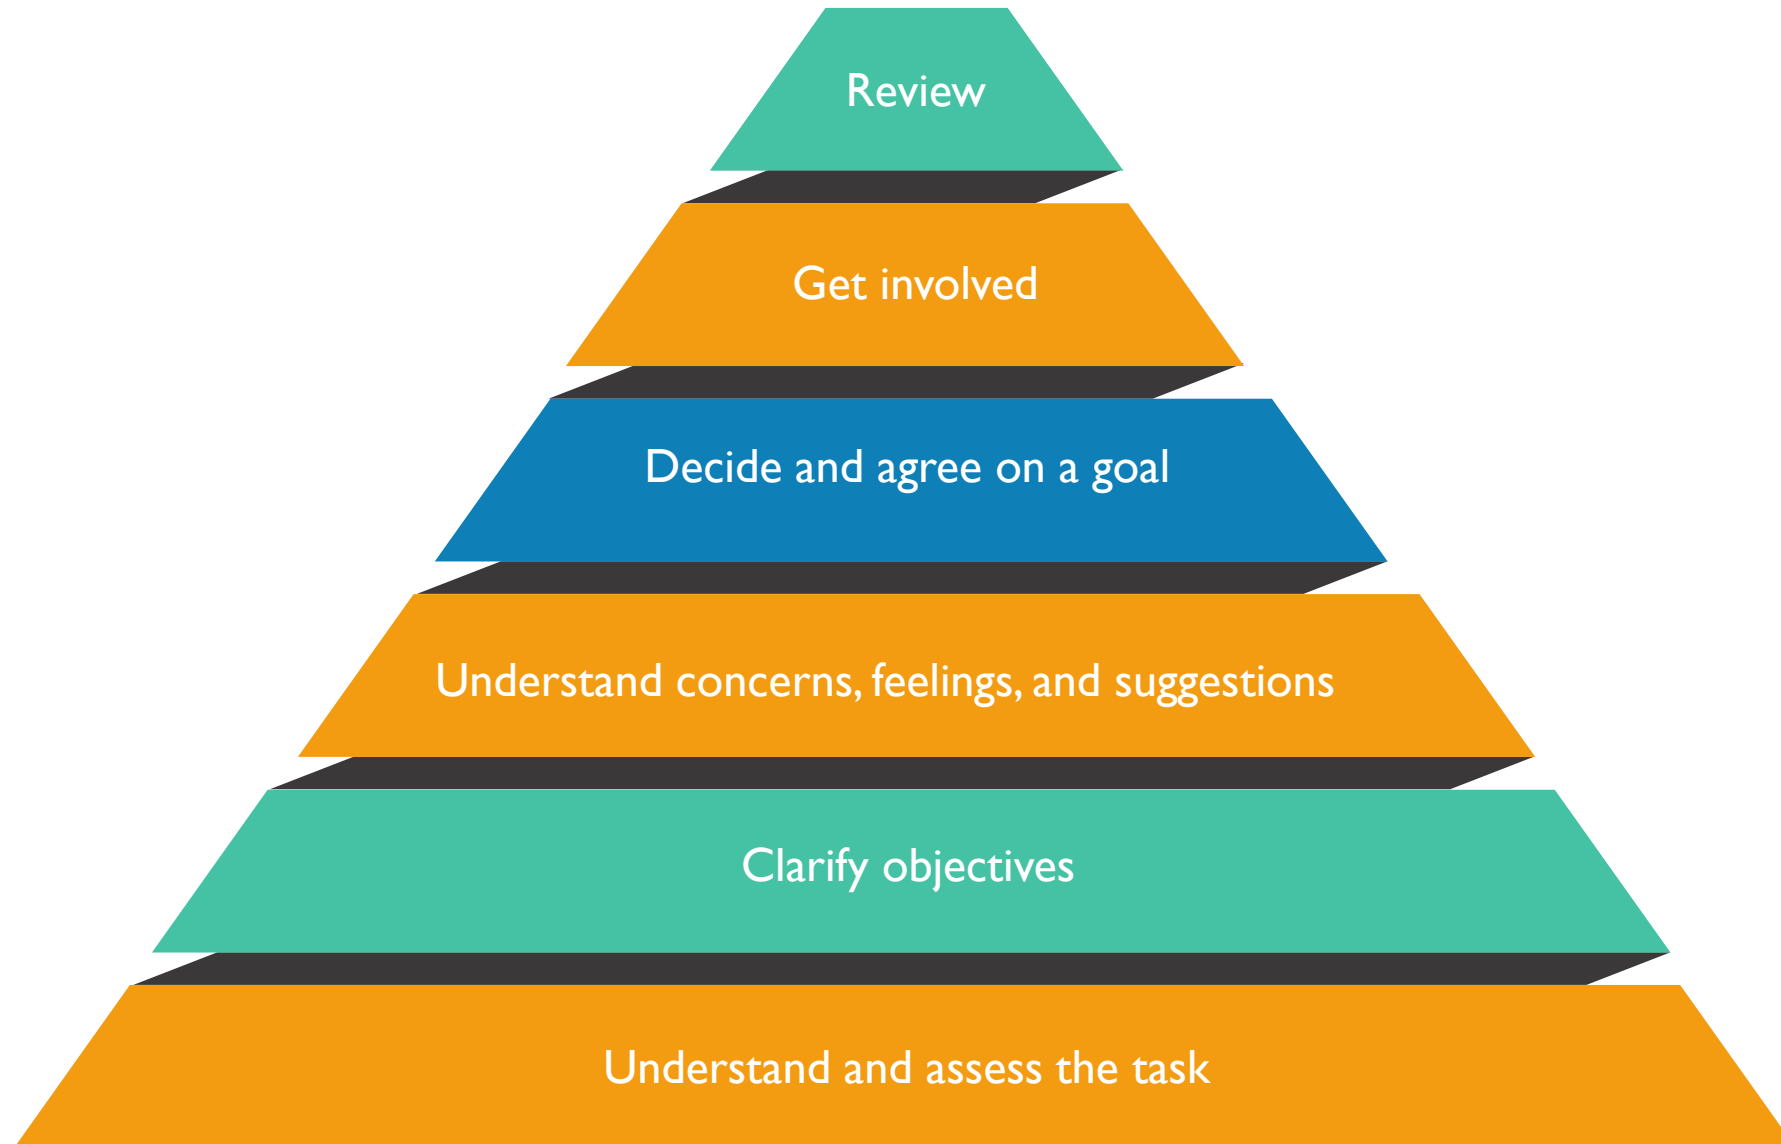 Review
Get involved
Decide and agree on a goal
Understand concerns, feelings, and suggestions
Clarify objectives
Understand and assess the task